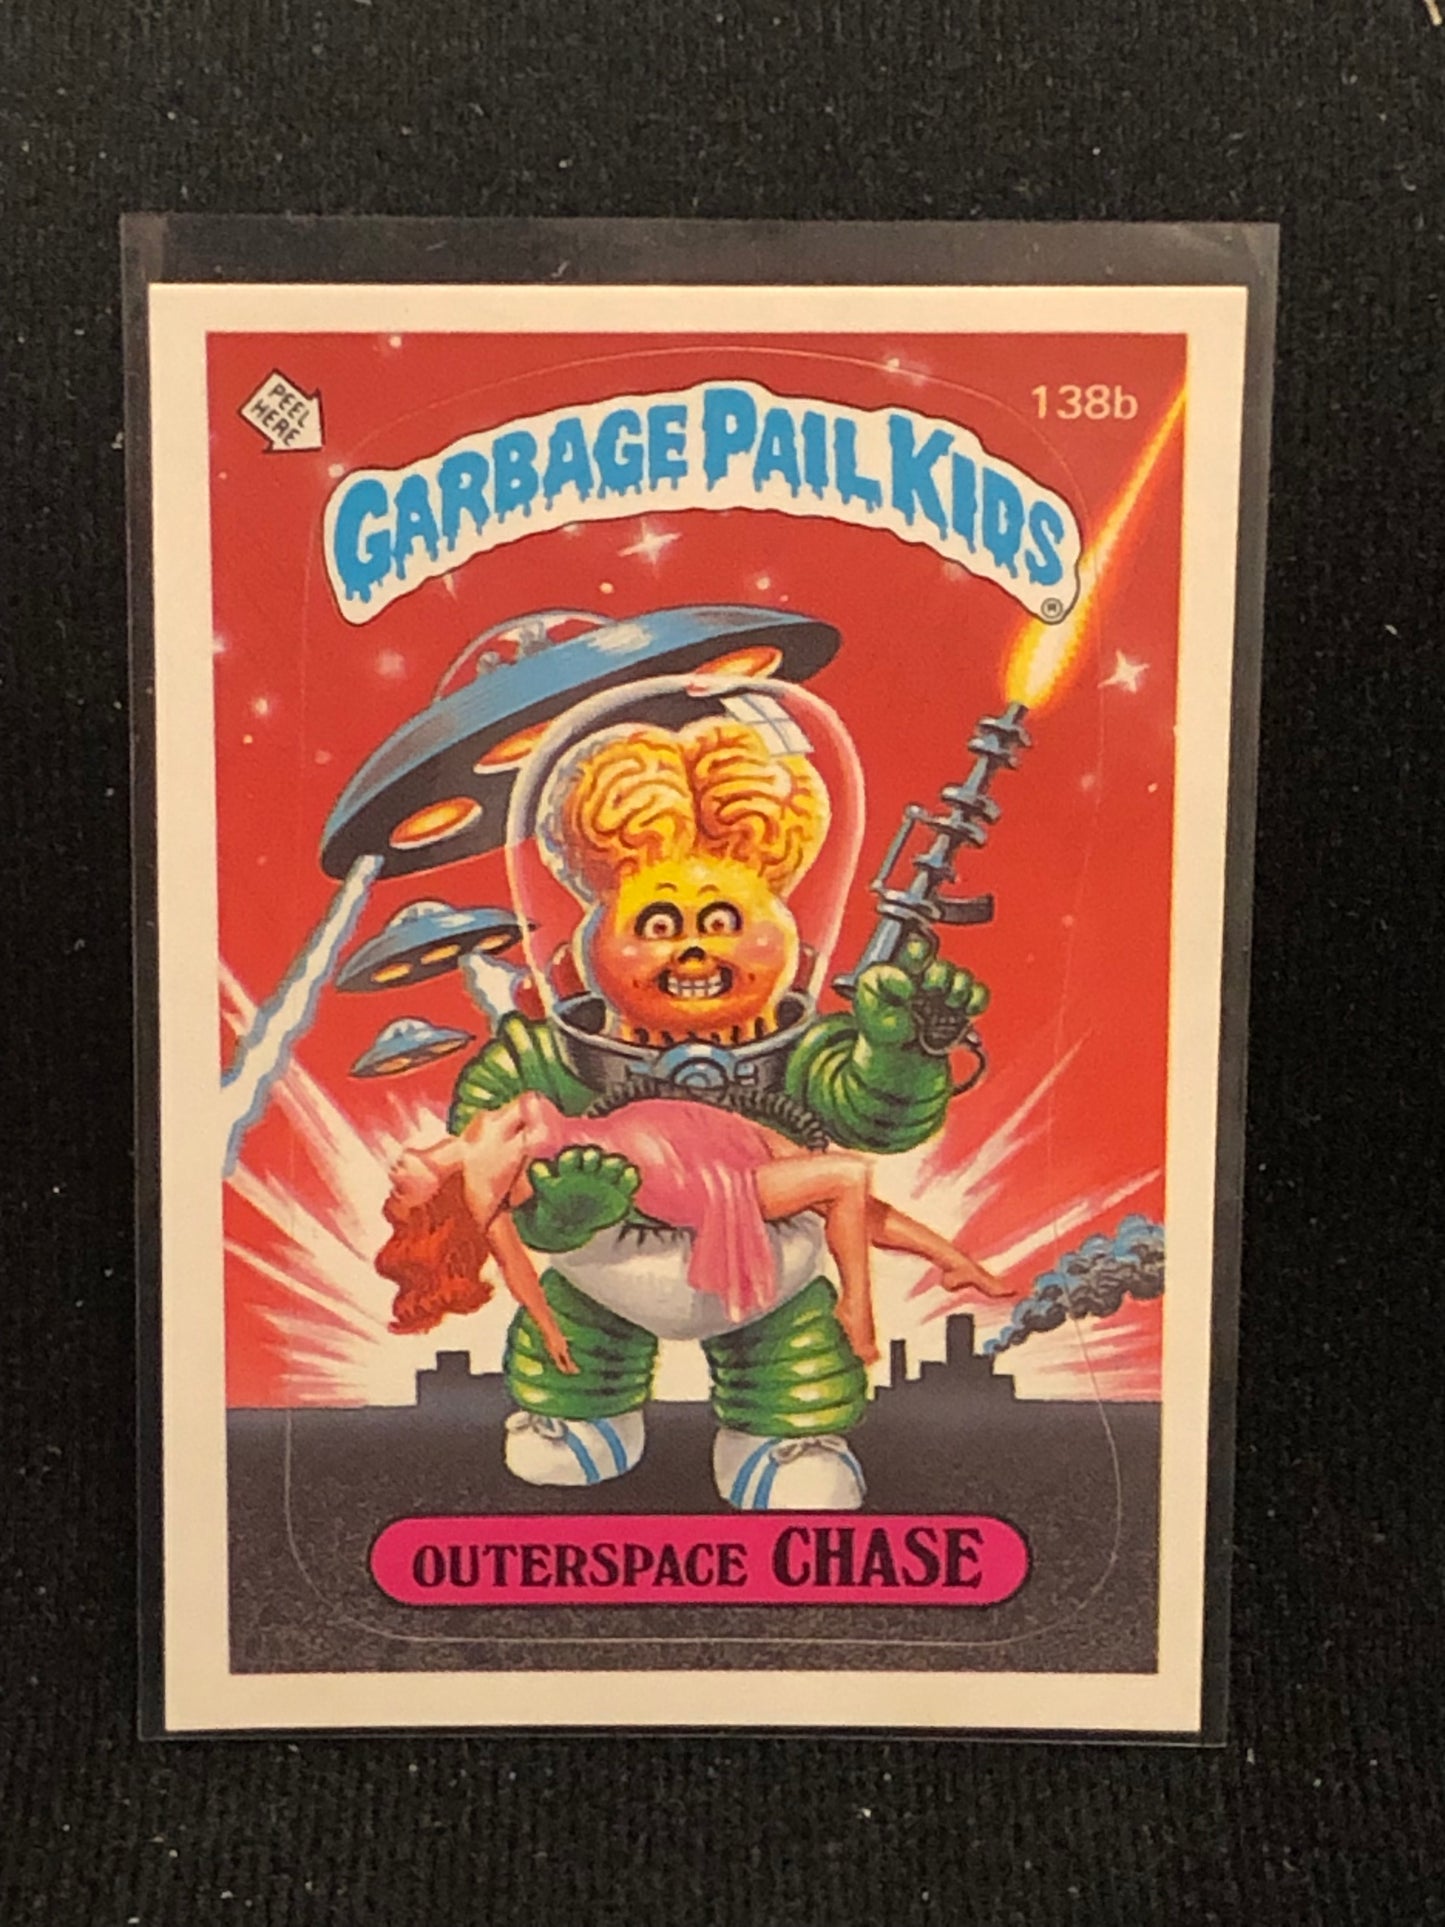 PEEL
HERE
138b
GARBAGE PAIL KIDS
®
OUTERSPACE CHASE